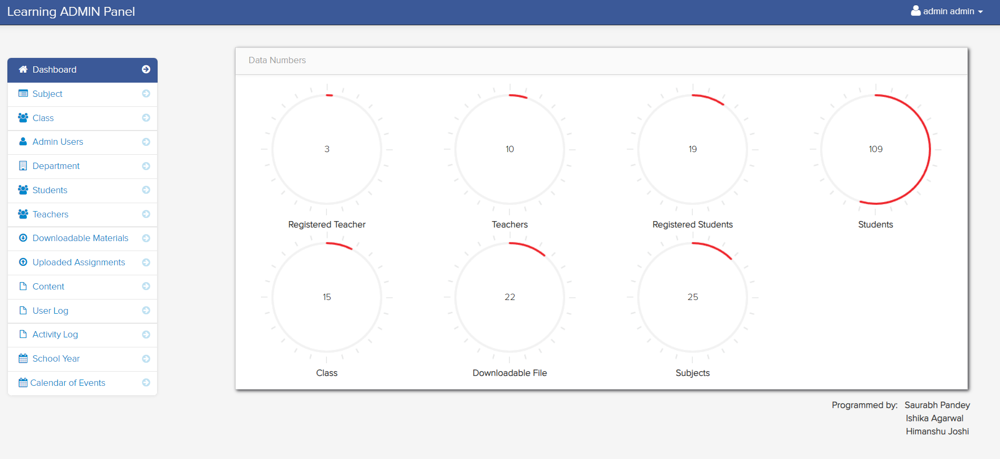 Learning ADMIN Panel
admin admin
Dashboard
Subject
Class
Admin Users
Department
Students
Teachers
Downloadable Materials
Uploaded Assignments
Content
User Log
Activity Log
School Year
Calendar of Events
Data Numbers
3
10
19
109
Registered Teacher
Teachers
Registered Students
Students
15
22
25
Class
Downloadable File
Subjects
Programmed by: Saurabh Pandey
Ishika Agarwal
Himanshu Joshi